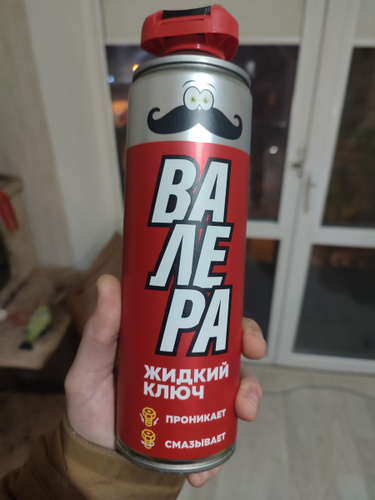 ВА
ЛЕ
РА
ЖИДКИЙ
КЛЮЧ
ПРОНИКАЕТ
СМАЗЫВАЕТ